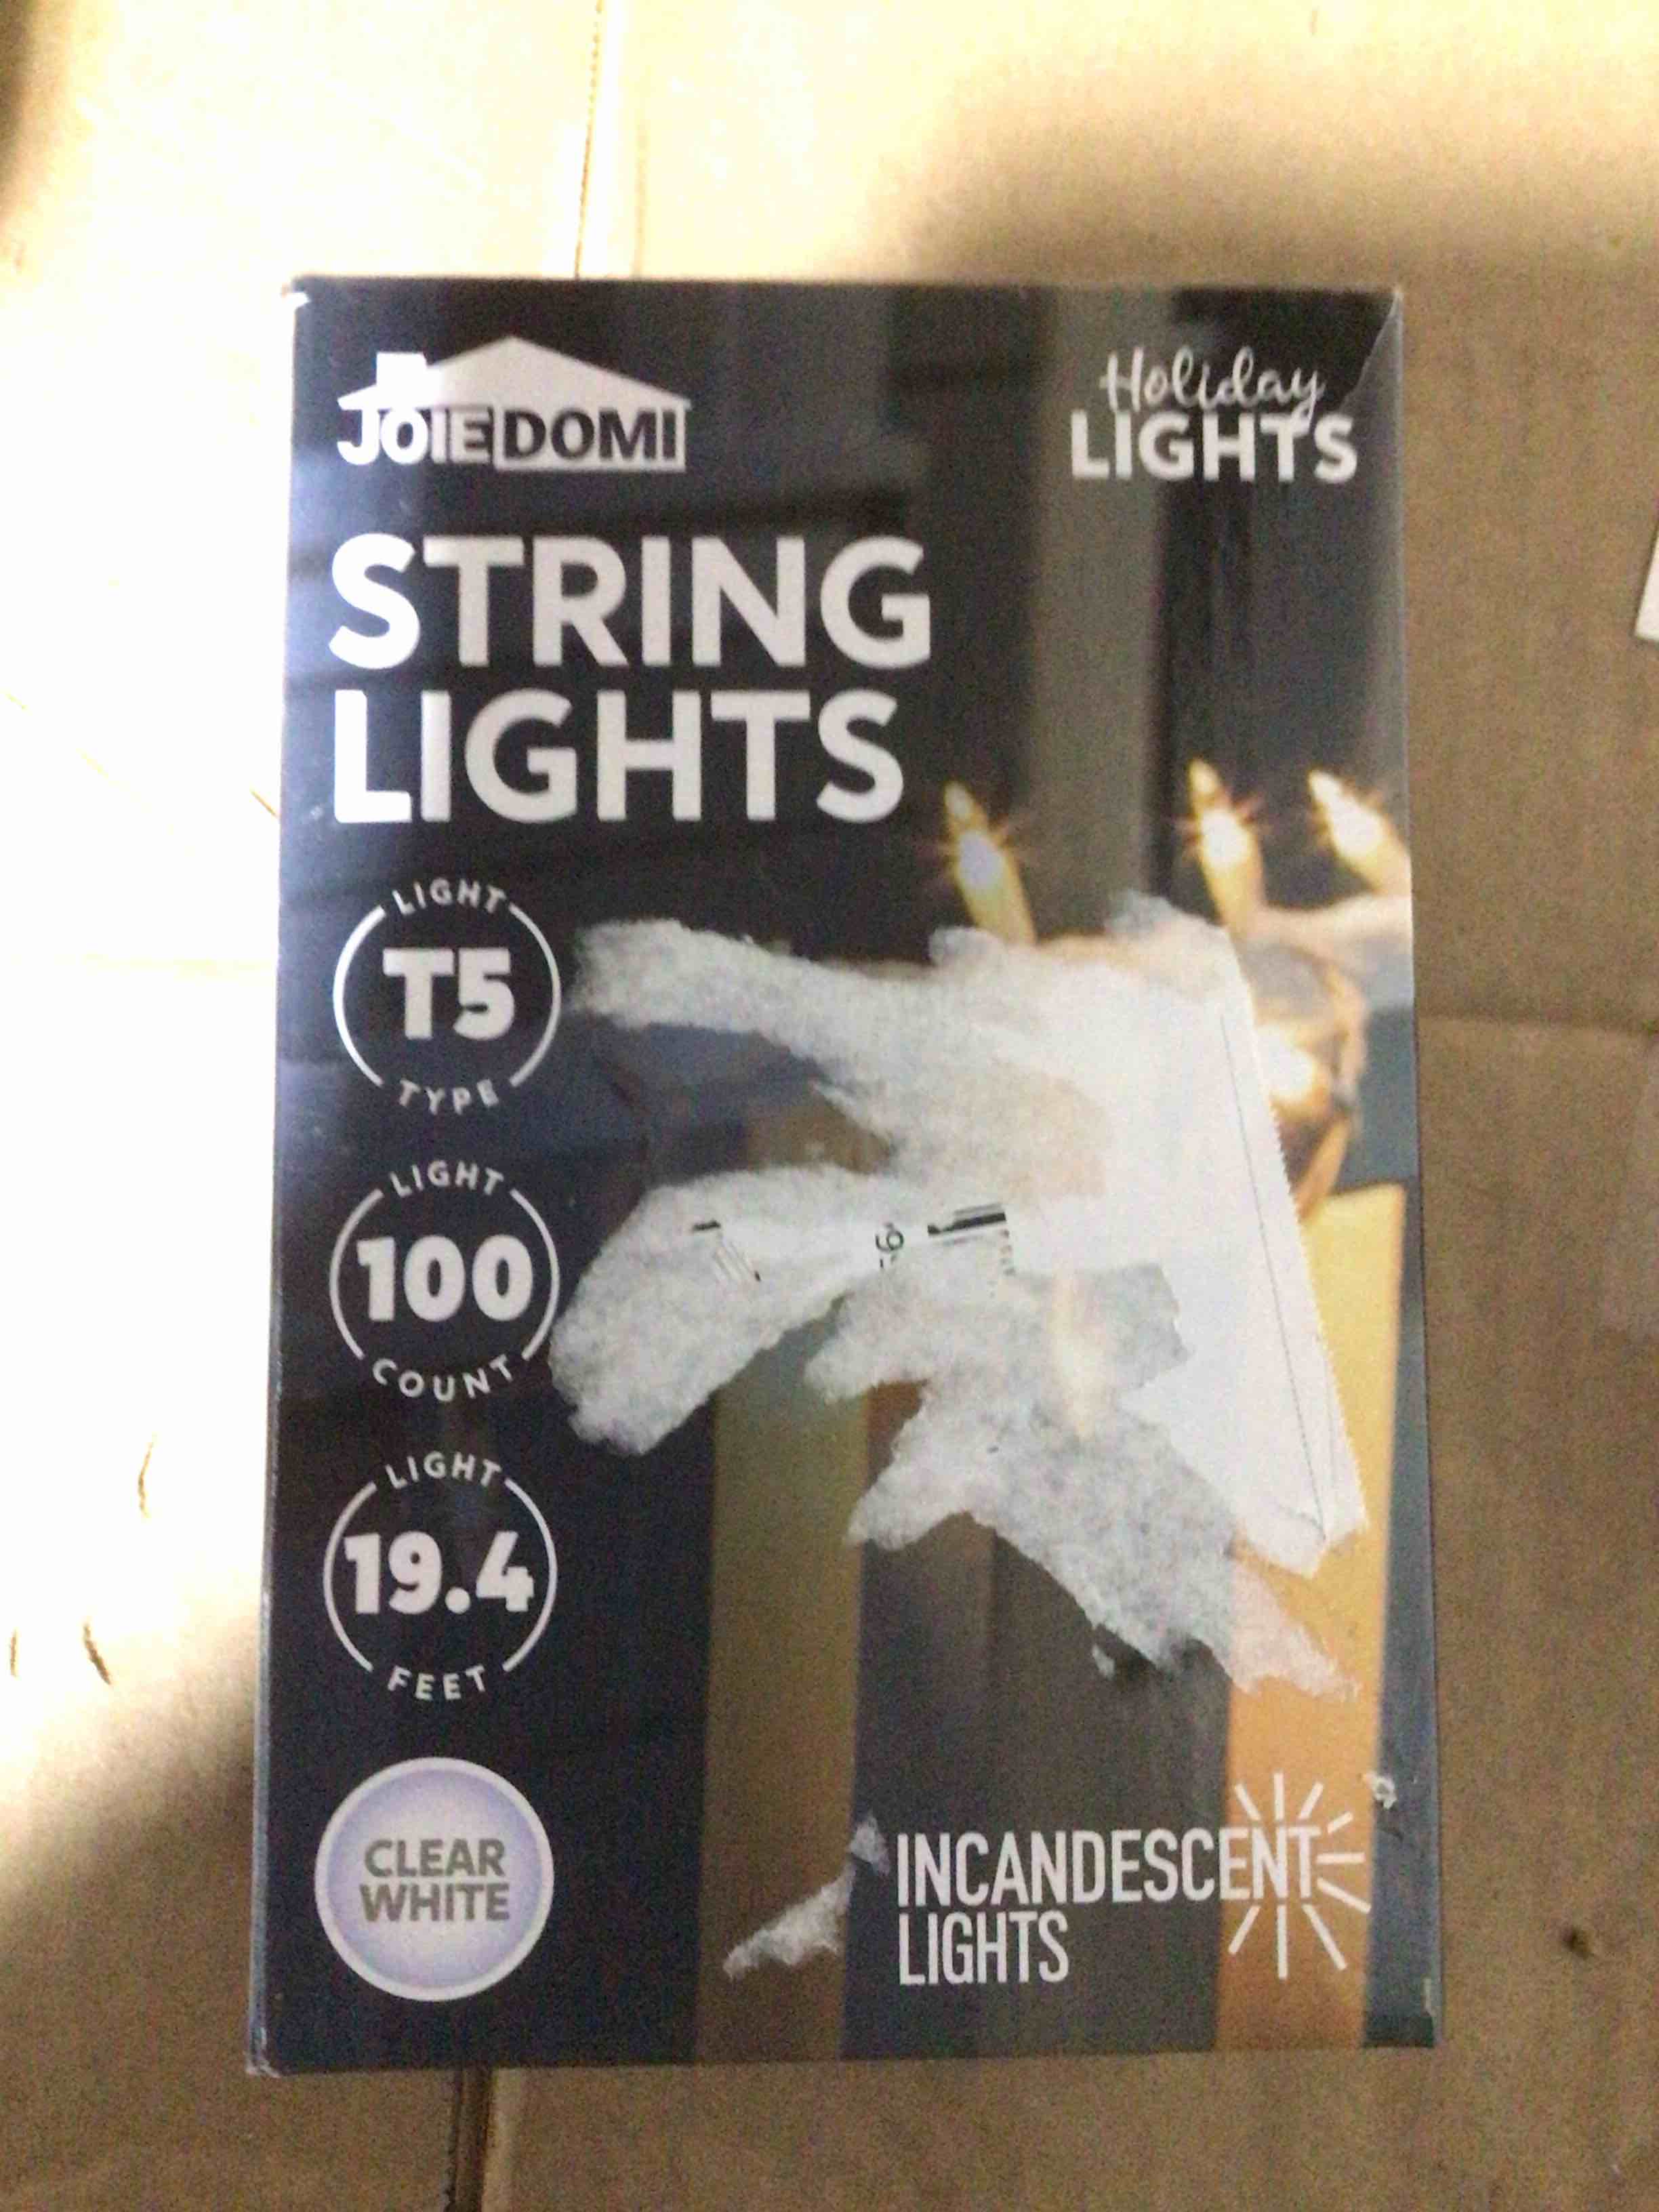 JOIEDOMI
Holiday
LIGHTS
STRING
LIGHTS
LIGHT
T5
TYPE
LIGHT
100
COUNT
LIGHT
19.4
FEET
CLEAR
WHITE
INCANDESCENT
LIGHTS